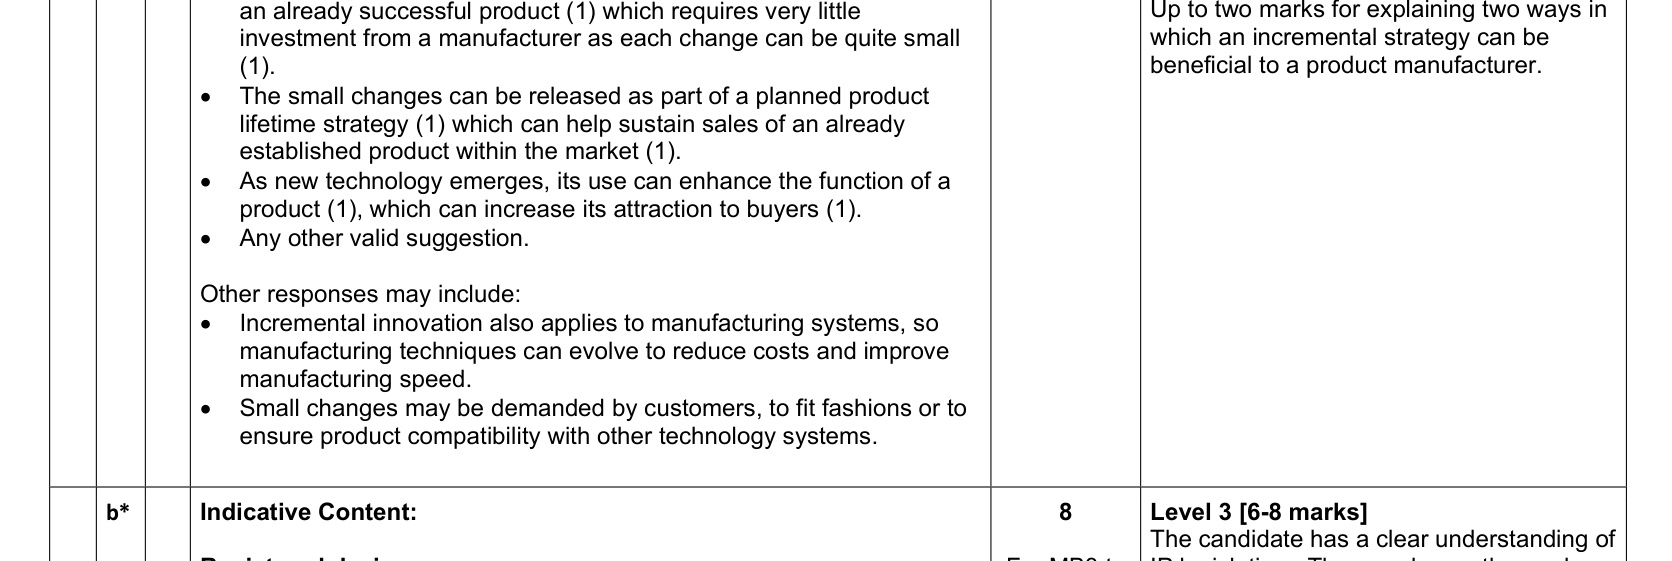 an already successful product (1) which requires very little
investment from a manufacturer as each change can be quite small
(1).
• The small changes can be released as part of a planned product
lifetime strategy (1) which can help sustain sales of an already
established product within the market (1).
• As new technology emerges, its use can enhance the function of a
product (1), which can increase its attraction to buyers (1).
• Any other valid suggestion.
Other responses may include:
• Incremental innovation also applies to manufacturing systems, so
manufacturing techniques can evolve to reduce costs and improve
manufacturing speed.
• Small changes may be demanded by customers, to fit fashions or to
ensure product compatibility with other technology systems.
Up to two marks for explaining two ways in
which an incremental strategy can be
beneficial to a product manufacturer.
b*
Indicative Content:
8
Level 3 [6-8 marks]
The candidate has a clear understanding of